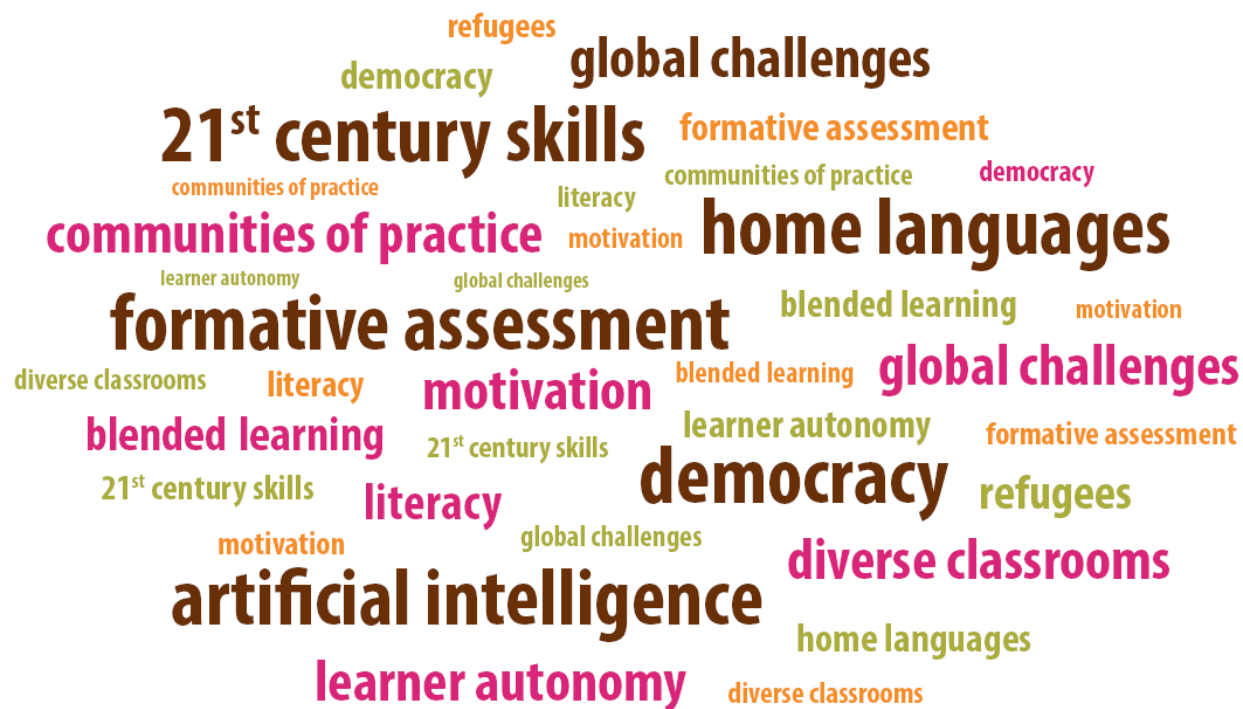 refugees
global challenges
democracy
21st century skills
formative assessment
communities of practice
democracy
communities of practice
literacy
communities of practice
motivation
home languages
learner autonomy
global challenges
formative assessment
blended learning
motivation
diverse classrooms
literacy
motivation
blended learning
global challenges
blended learning
21st century skills
learner autonomy
formative assessment
21st century skills
literacy
democracy
refugees
motivation
global challenges
diverse classrooms
artificial intelligence
home languages
learner autonomy
diverse classrooms